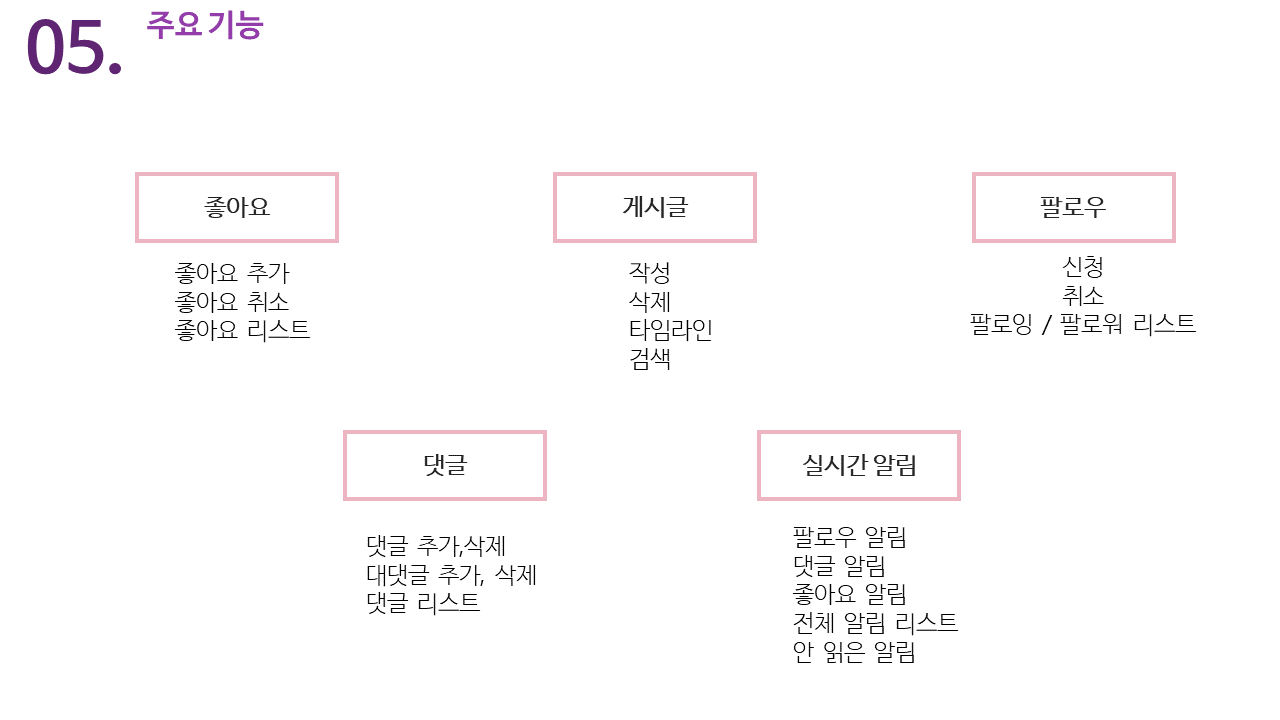 05.
주요 기능
좋아요
좋아요 추가
좋아요 취소
좋아요 리스트
게시글
작성
삭제
타임라인
검색
팔로우
신청
취소
팔로잉 / 팔로워 리스트
댓글
댓글 추가,삭제
대댓글 추가, 삭제
댓글 리스트
실시간 알림
팔로우 알림
댓글 알림
좋아요 알림
전체 알림 리스트
안 읽은 알림